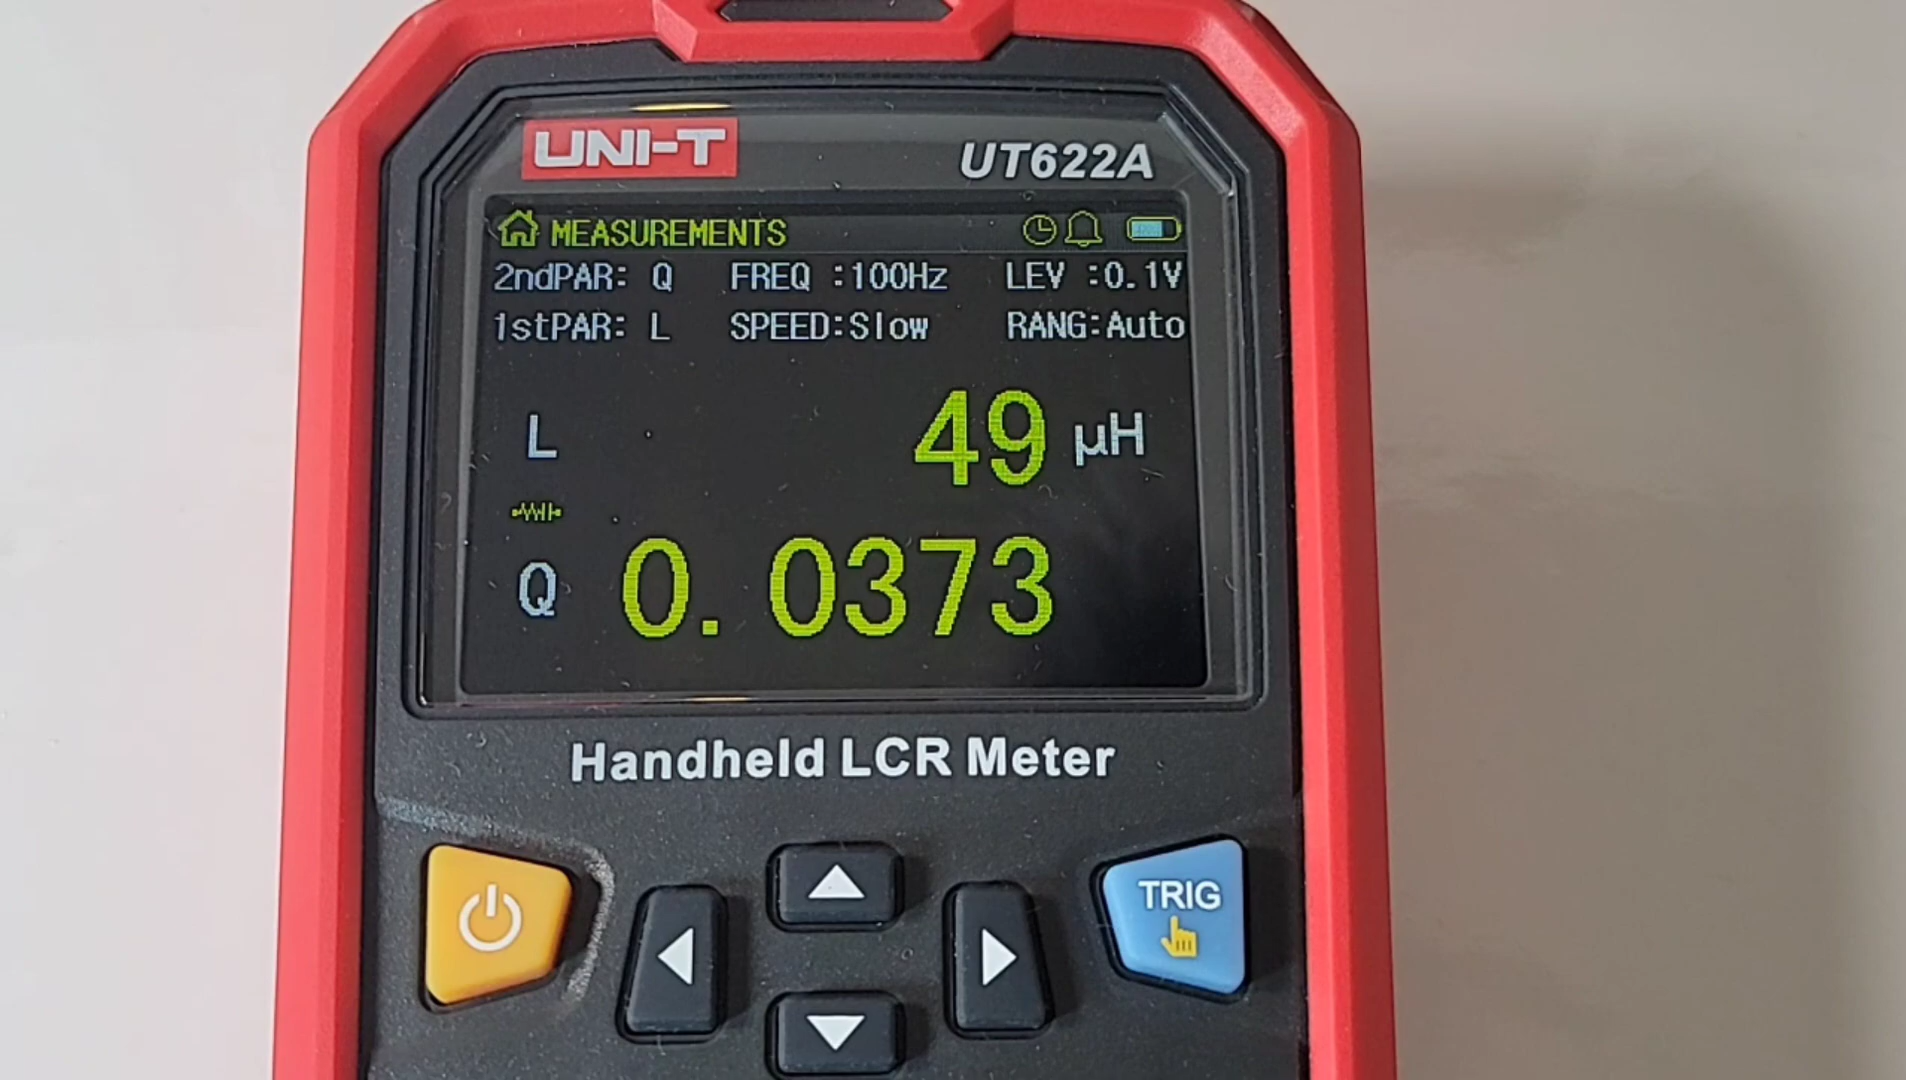 UNI-T
UT622A
MEASUREMENTS
2ndPAR: Q FREQ :100Hz LEV :0.1V
1stPAR: L SPEED:Slow RANG:Auto
L 49 µH
Q 0.0373
Handheld LCR Meter
TRIG